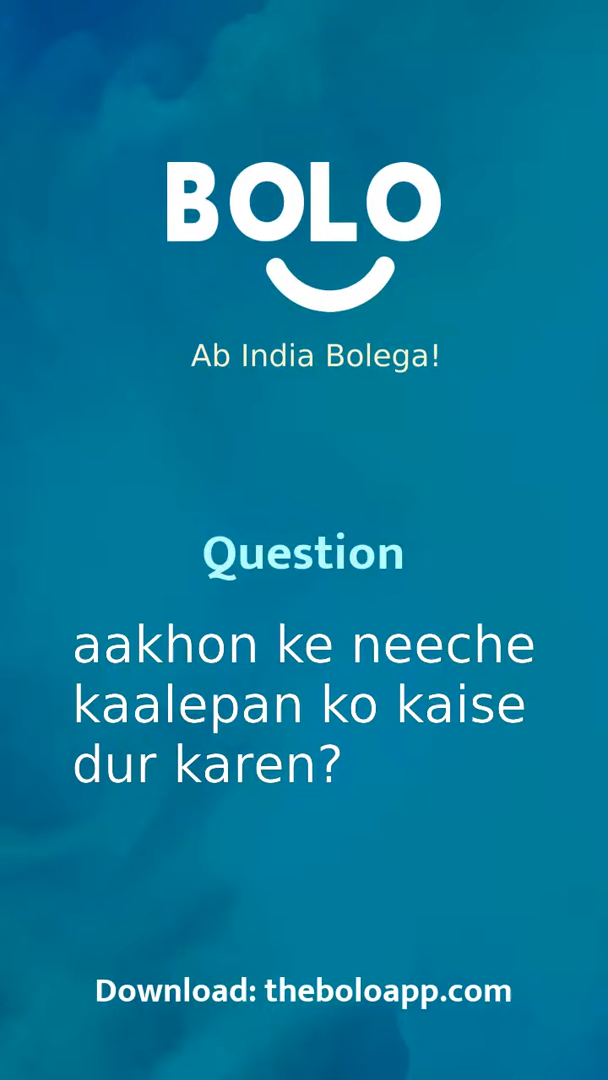 BOLO
Ab India Bolega!
Question
aakhon ke neeche
kaalepan ko kaise
dur karen?
Download: theboloapp.com